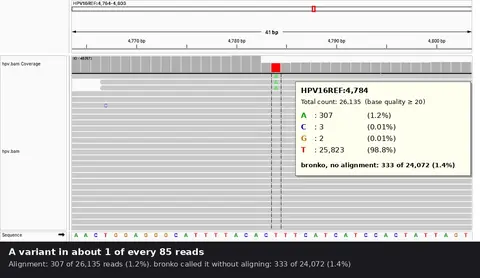 HPV16REF:4,784-4,833
41 bp
4,770 bp
4,780 bp
4,790 bp
4,800 bp
hpv.bam Coverage
A
A
A
C
HPV16REF:4,784
Total count: 26,135 (base quality ≥ 20)
A : 307 (1.2%)
C : 3 (0.01%)
G : 2 (0.01%)
T : 25,823 (98.8%)
bronko, no alignment: 333 of 24,072 (1.4%)
hpv.bam
Sequence
A variant in about 1 of every 85 reads
Alignment: 307 of 26,135 reads (1.2%). bronko called it without aligning: 333 of 24,072 (1.4%)